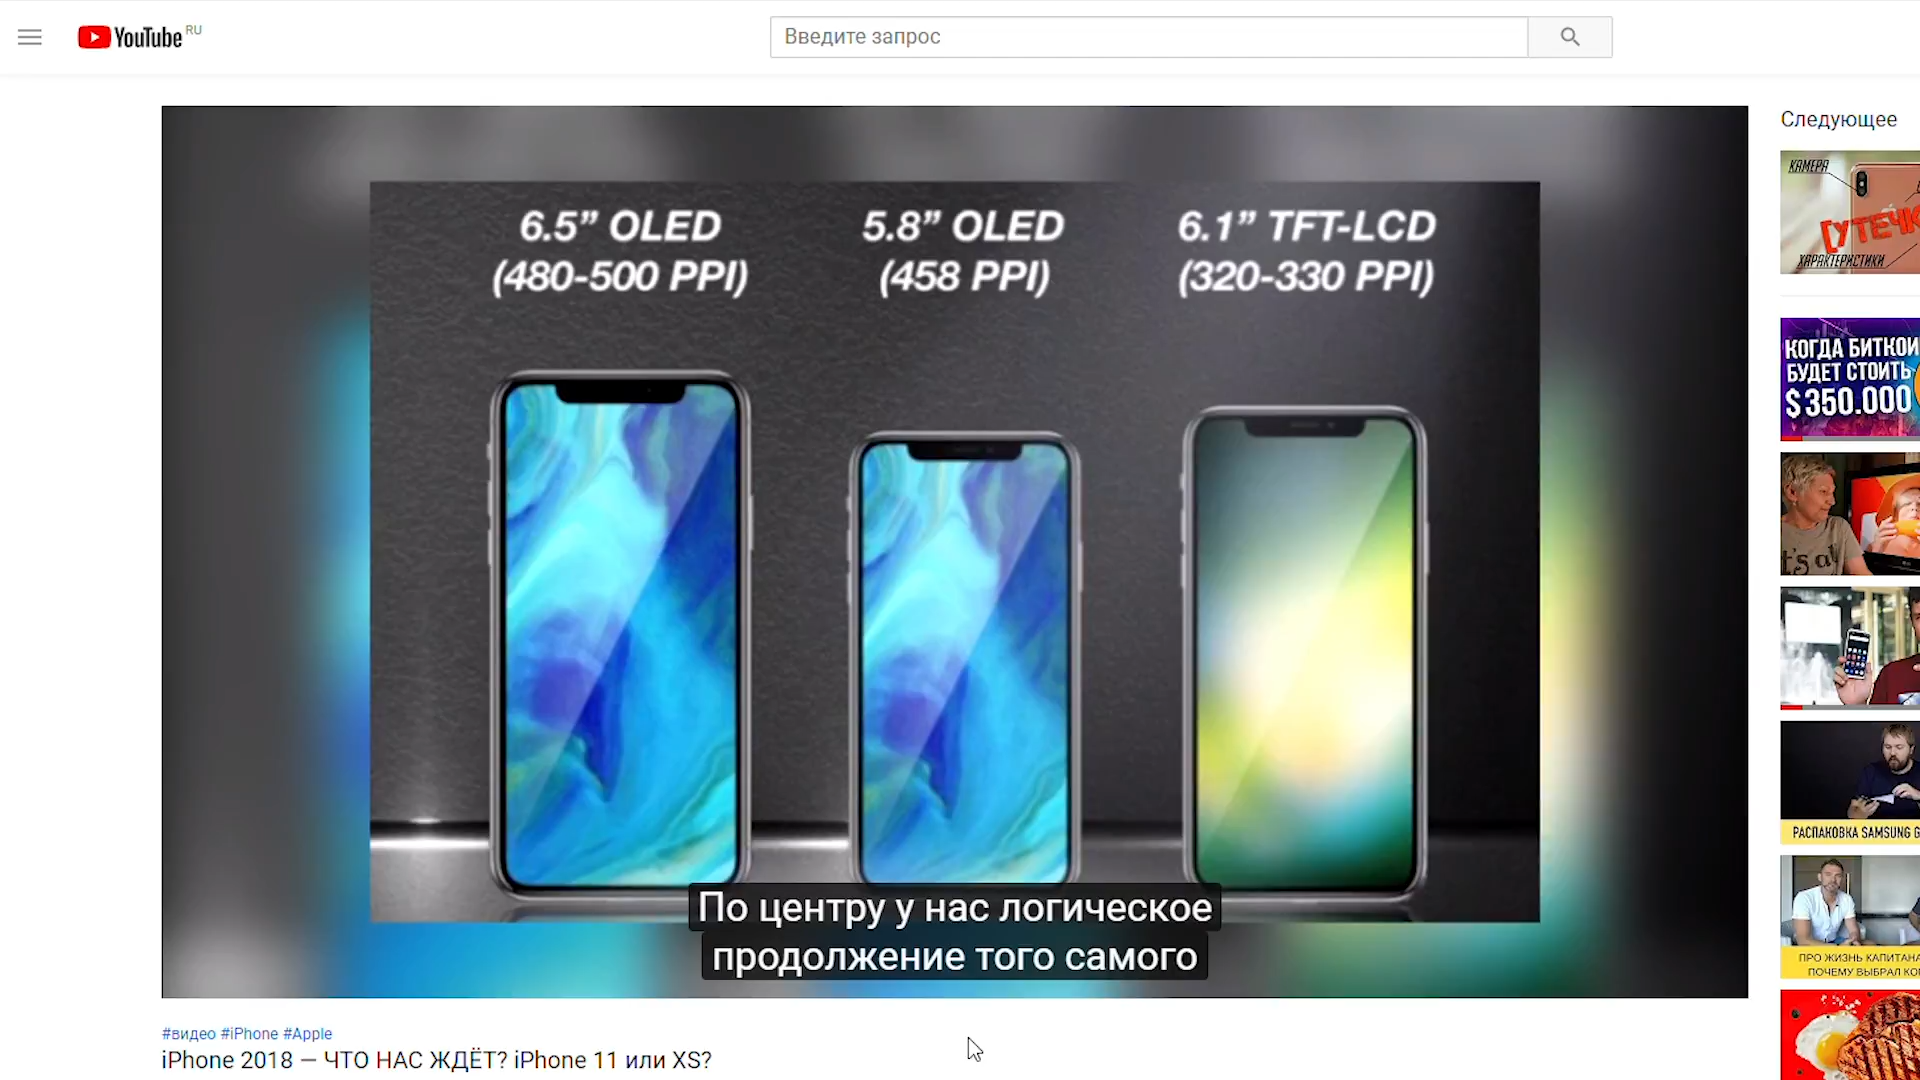 YouTube RU
Введите запрос
6.5” OLED
(480-500 PPI)
5.8” OLED
(458 PPI)
6.1” TFT-LCD
(320-330 PPI)
По центру у нас логическое
продолжение того самого
#видео #iPhone #Apple
iPhone 2018 — ЧТО НАС ЖДЁТ? iPhone 11 или XS?
Следующее
КАМЕРА
ХАРАКТЕРИСТИКИ
КОГДА
БУДЕТ СТОИТЬ
$350.000
РАСПАКОВКА SAMSUNG
ПРО ЖИЗНЬ КАПИТАНА
ПОЧЕМУ ВЫБРАЛ